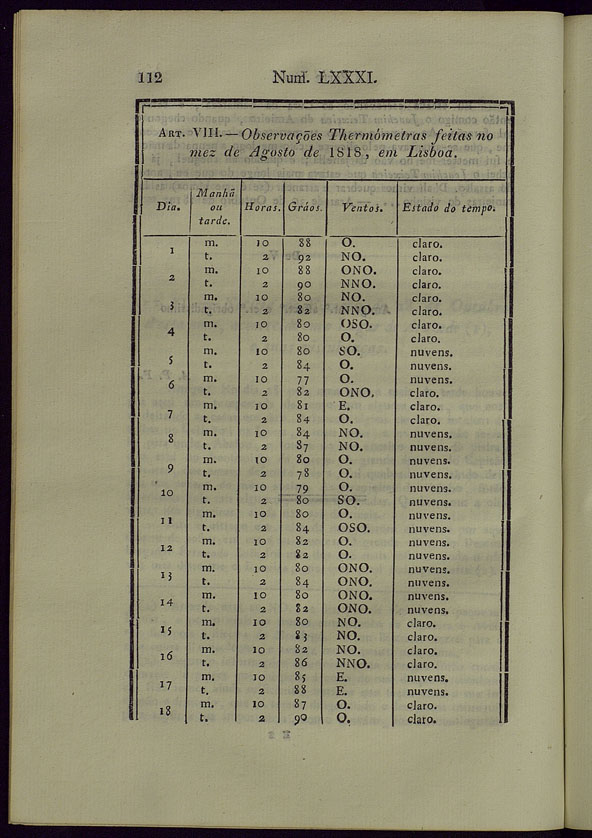 112 Num. LXXXI.
ART. VIII. — Observações Thermómetras feitas no
mez de Agosto de 1818, em Lisboa.
Dia. Manhã ou tarde. Horas. Gráos. Ventos. Estado do tempo.
1 m. 10 88 O. claro.
t. 2 92 NO. claro.
2 m. 10 88 ONO. claro.
t. 2 90 NNO. claro.
3 m. 10 80 NO. claro.
t. 2 82 NNO. claro.
4 m. 10 80 OSO. claro.
t. 2 80 O. claro.
5 m. 10 80 SO. nuvens.
t. 2 84 O. nuvens.
6 m. 10 77 O. nuvens.
t. 2 82 ONO. claro.
7 m. 10 81 E. claro.
t. 2 84 O. claro.
8 m. 10 84 NO. nuvens.
t. 2 87 NO. nuvens.
9 m. 10 80 O. nuvens.
t. 2 78 O. nuvens.
10 m. 10 79 O. nuvens.
t. 2 80 SO. nuvens.
11 m. 10 80 O. nuvens.
t. 2 84 OSO. nuvens.
12 m. 10 82 O. nuvens.
t. 2 82 O. nuvens.
13 m. 10 80 ONO. nuvens.
t. 2 84 ONO. nuvens.
14 m. 10 80 ONO. nuvens.
t. 2 82 ONO. nuvens.
15 m. 10 80 NO. claro.
t. 2 83 NO. claro.
16 m. 10 82 NO. claro.
t. 2 86 NNO. claro.
17 m. 10 85 E. nuvens.
t. 2 88 E. nuvens.
18 m. 10 87 O. claro.
t. 2 90 O. claro.